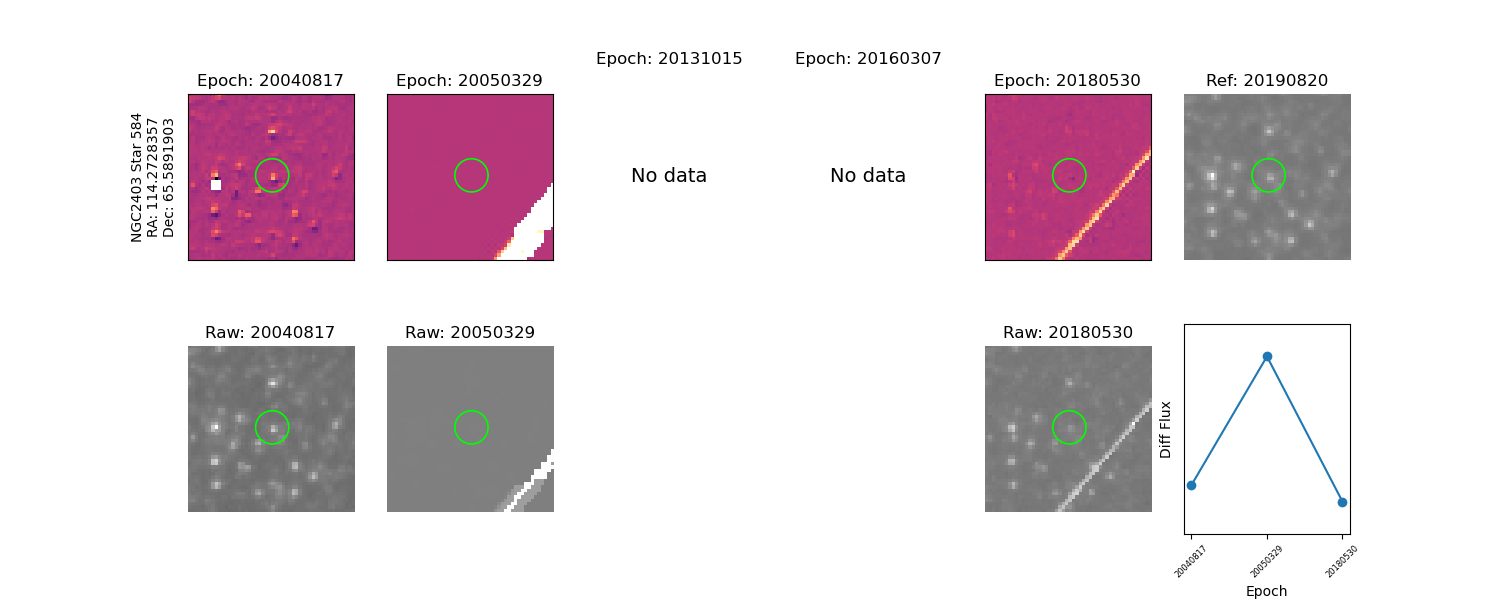 Epoch: 20040817
Epoch: 20050329
Epoch: 20131015
Epoch: 20160307
Epoch: 20180530
Ref: 20190820
NGC2403 Star 584
RA: 114.2728357
Dec: 65.5891903
No data
No data
Raw: 20040817
Raw: 20050329
Raw: 20180530
Diff Flux
20040817
20050329
20180530
Epoch